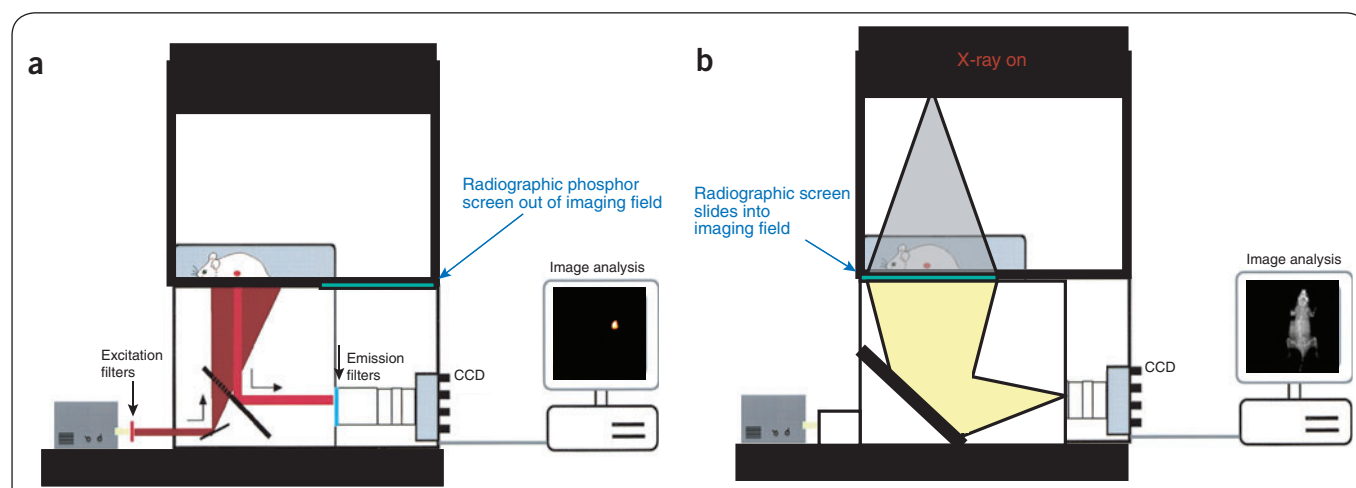 a
Radiographic phosphor
screen out of imaging field
Image analysis
Excitation
filters
Emission
filters
CCD
b
X-ray on
Radiographic screen
slides into
imaging field
Image analysis
CCD